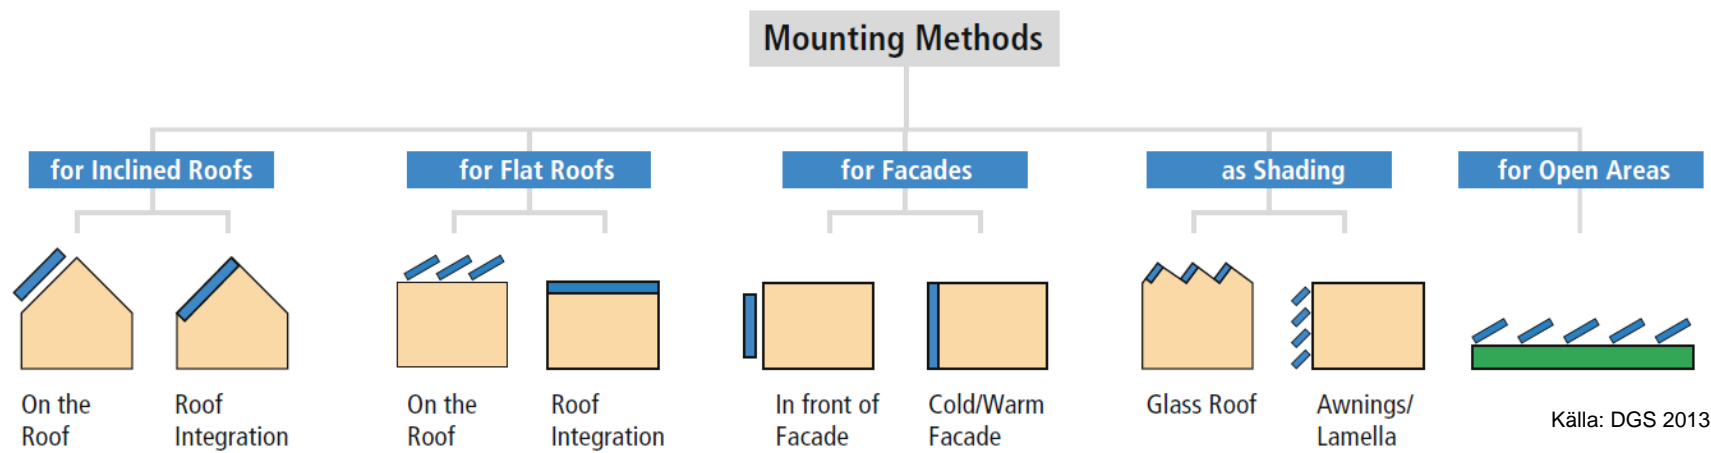 Mounting Methods
for Inclined Roofs
for Flat Roofs
for Facades
as Shading
for Open Areas
On the
Roof
Roof
Integration
On the
Roof
Roof
Integration
In front of
Facade
Cold/Warm
Facade
Glass Roof
Awnings/
Lamella
Källa: DGS 2013